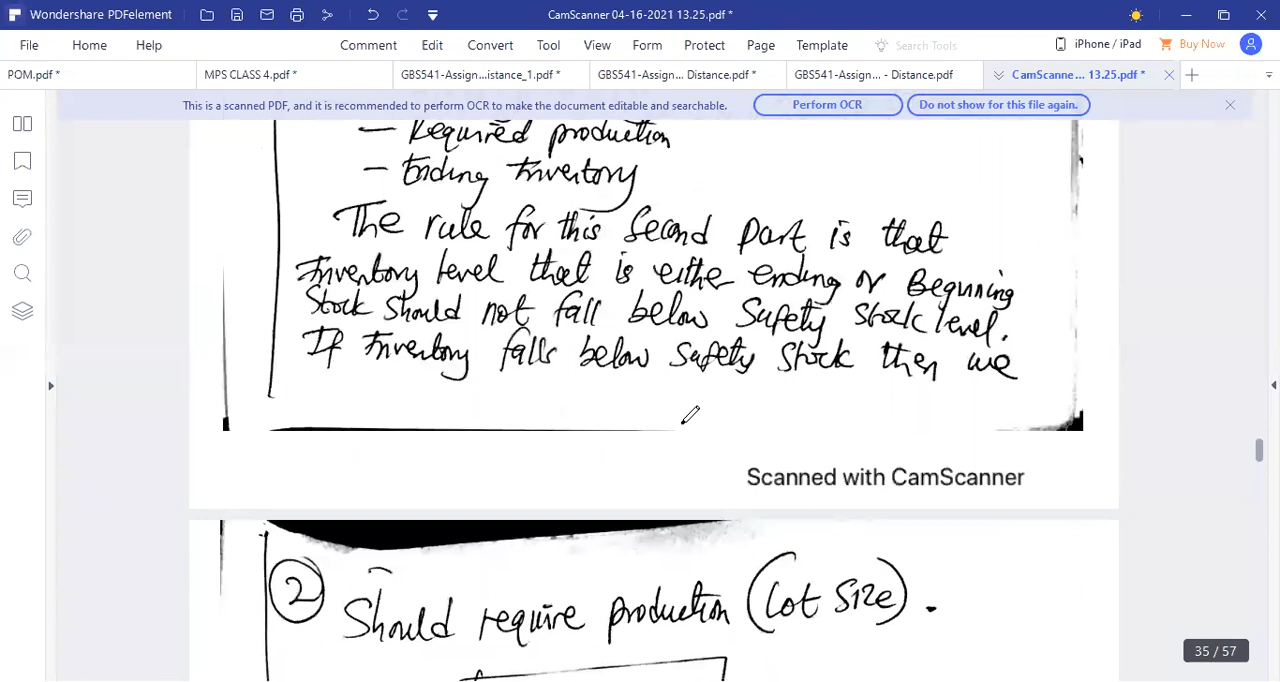 Wondershare PDFelement
CamScanner 04-16-2021 13.25.pdf *
File Home Help Comment Edit Convert Tool View Form Protect Page Template Search Tools iPhone / iPad Buy Now
POM.pdf * MPS CLASS 4.pdf * GBS541-Assign...istance_1.pdf * GBS541-Assign... Distance.pdf * GBS541-Assign... - Distance.pdf CamScanne... 13.25.pdf *
This is a scanned PDF, and it is recommended to perform OCR to make the document editable and searchable. Perform OCR Do not show for this file again.
— Required production
— Ending Inventory
The rule for this Second part is that
Inventory level that is either ending or Beginning
Stock should not fall below Safety Stock level.
If Inventory falls below Safety Stock then we
Scanned with CamScanner
2 Should require production (Lot Size).
35 / 57